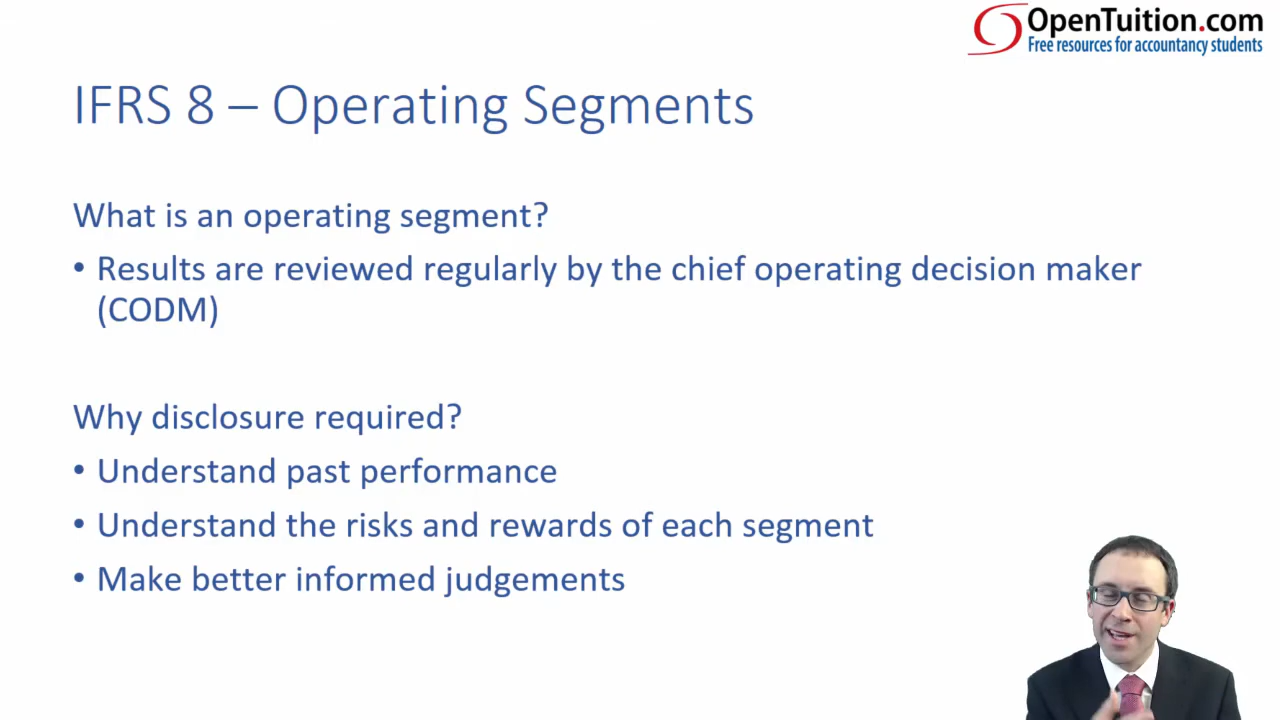 OpenTuition.com
Free resources for accountancy students
IFRS 8 – Operating Segments
What is an operating segment?
• Results are reviewed regularly by the chief operating decision maker
(CODM)
Why disclosure required?
• Understand past performance
• Understand the risks and rewards of each segment
• Make better informed judgements